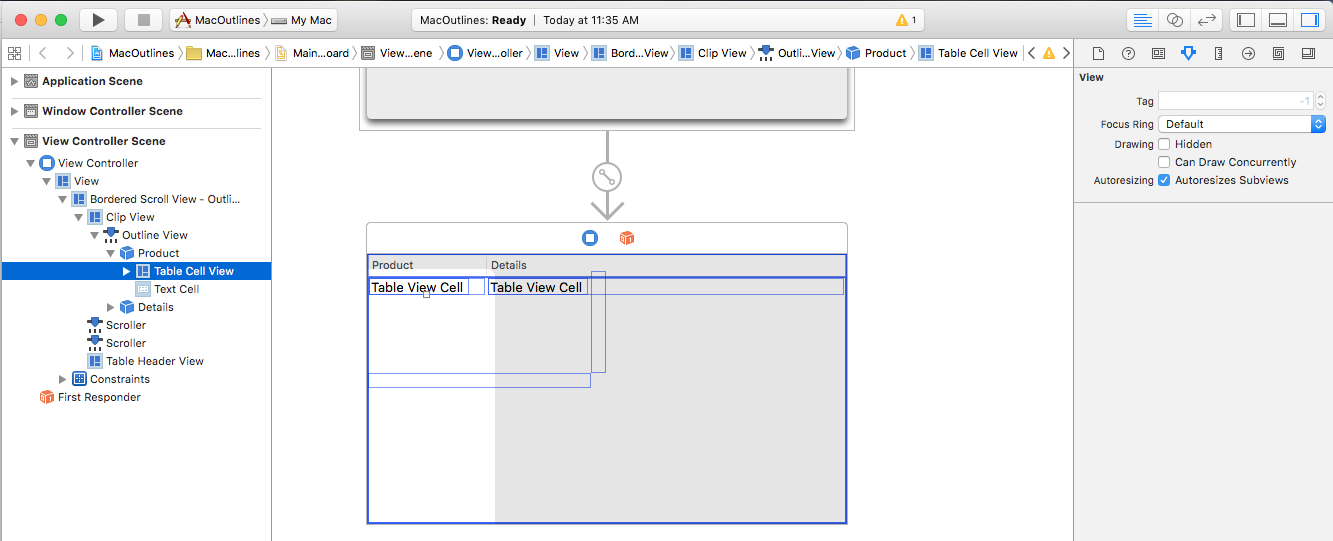 MacOutlines My Mac
MacOutlines: Ready | Today at 11:35 AM
1
MacOutlines Mac...lines Main...oard View...ene View...oller View Bord...View Clip View Outli...View Product Table Cell View
Application Scene
Window Controller Scene
View Controller Scene
View Controller
View
Bordered Scroll View - Outli...
Clip View
Outline View
Product
Table Cell View
Text Cell
Details
Scroller
Scroller
Table Header View
Constraints
First Responder
Product Details
Table View Cell Table View Cell
View
Tag -1
Focus Ring Default
Drawing Hidden
Can Draw Concurrently
Autoresizing Autoresizes Subviews